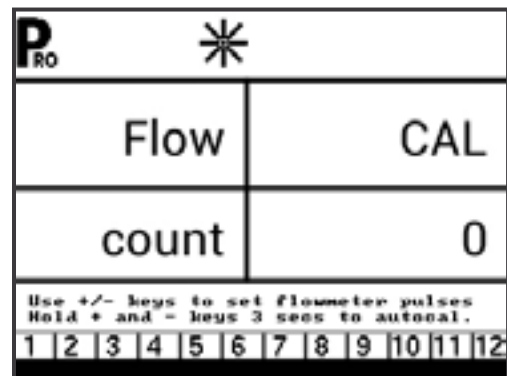 PRO
Flow CAL
count 0
Use +/- keys to set flowmeter pulses
Hold + and - keys 3 secs to autocal.
1 2 3 4 5 6 7 8 9 10 11 12